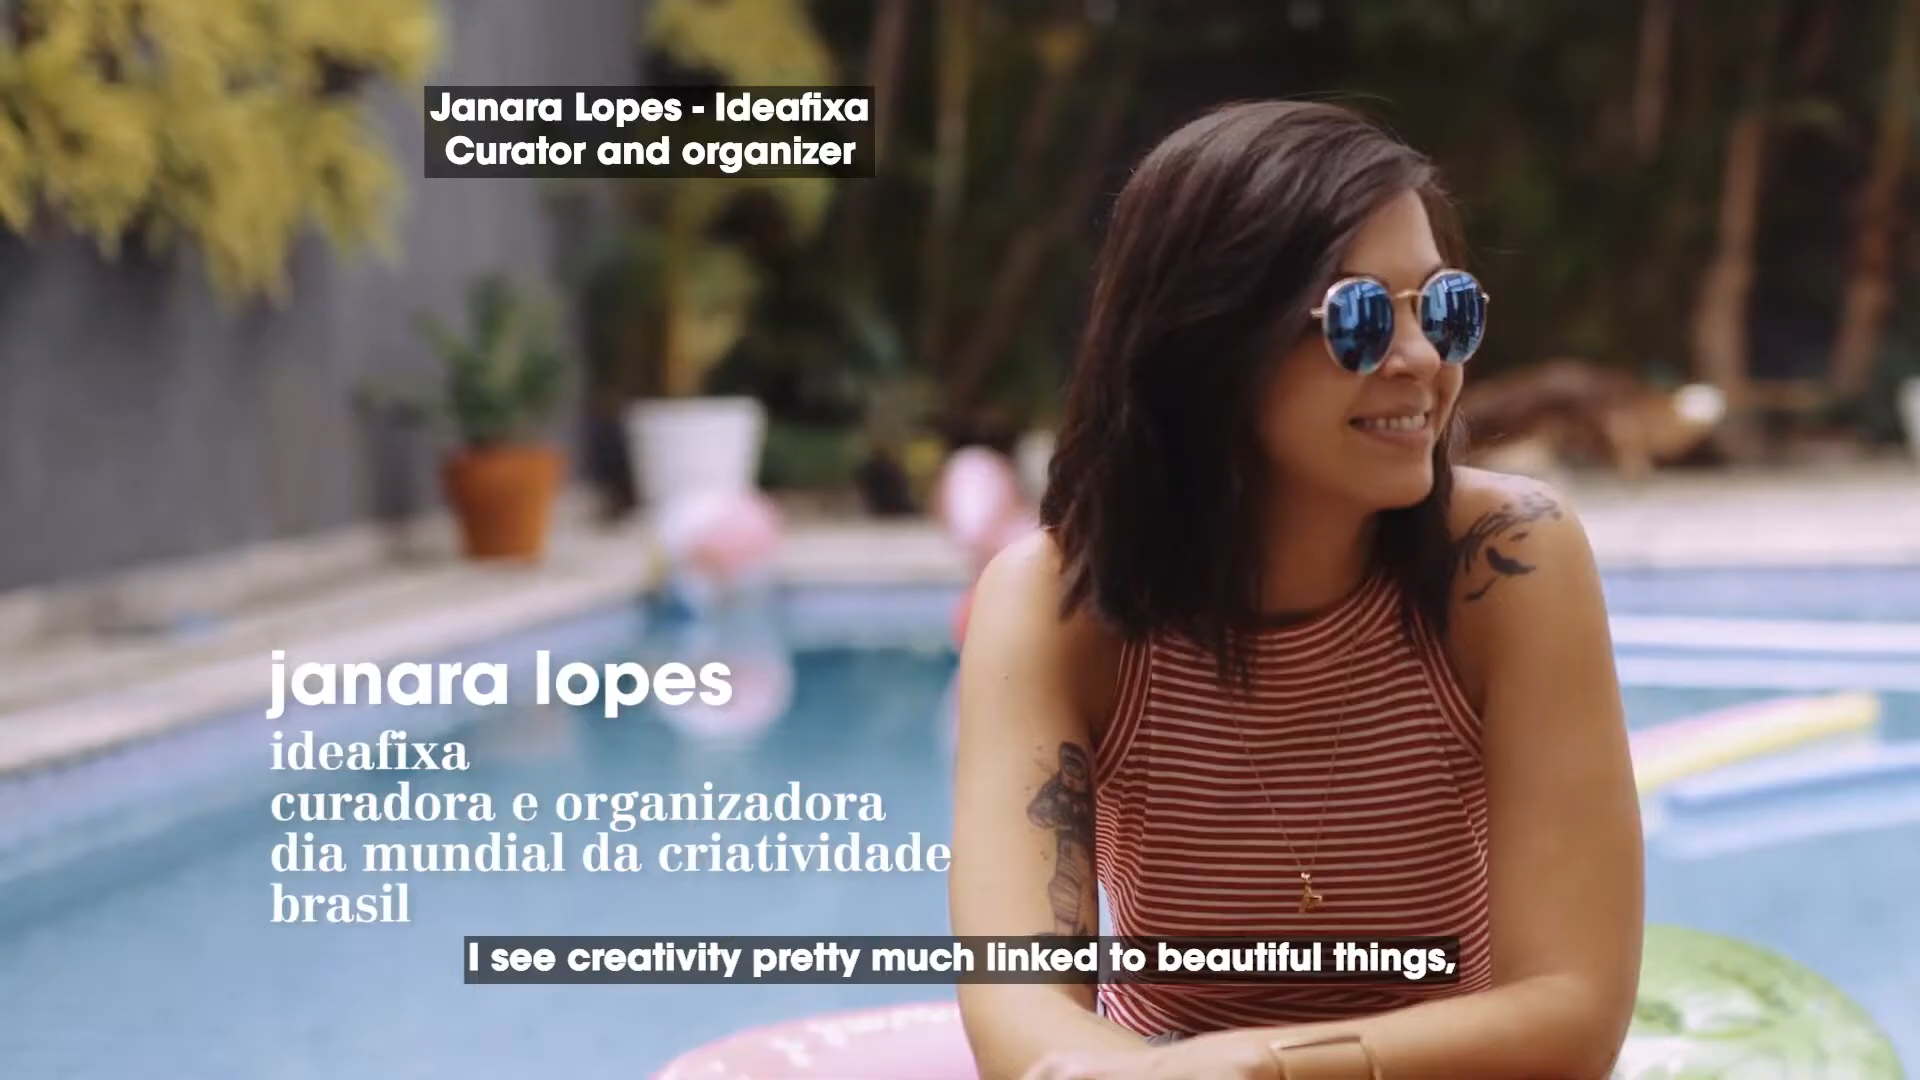 Janara Lopes - Ideafixa
Curator and organizer
janara lopes
ideafixa
curadora e organizadora
dia mundial da criatividade
brasil
I see creativity pretty much linked to beautiful things,